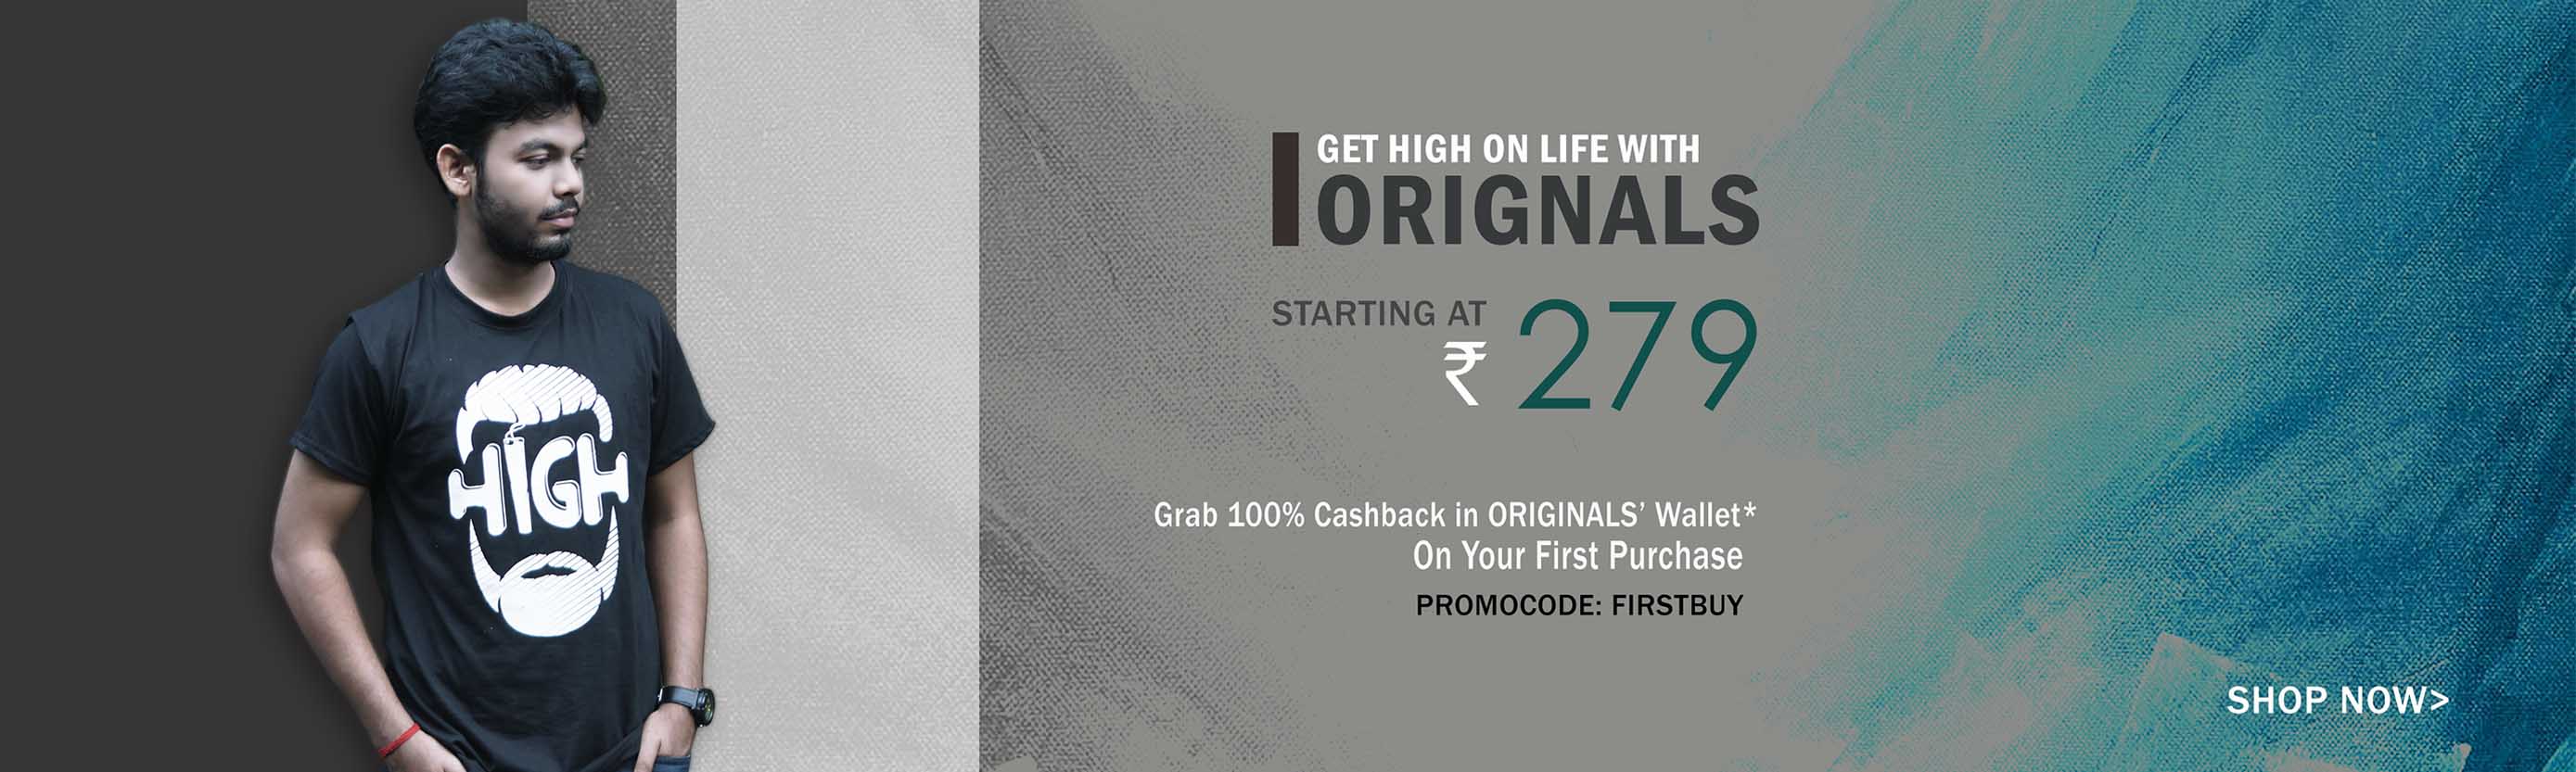 HIGH
GET HIGH ON LIFE WITH
ORIGNALS
STARTING AT
₹ 279
Grab 100% Cashback in ORIGINALS’ Wallet*
On Your First Purchase
PROMOCODE: FIRSTBUY
SHOP NOW>